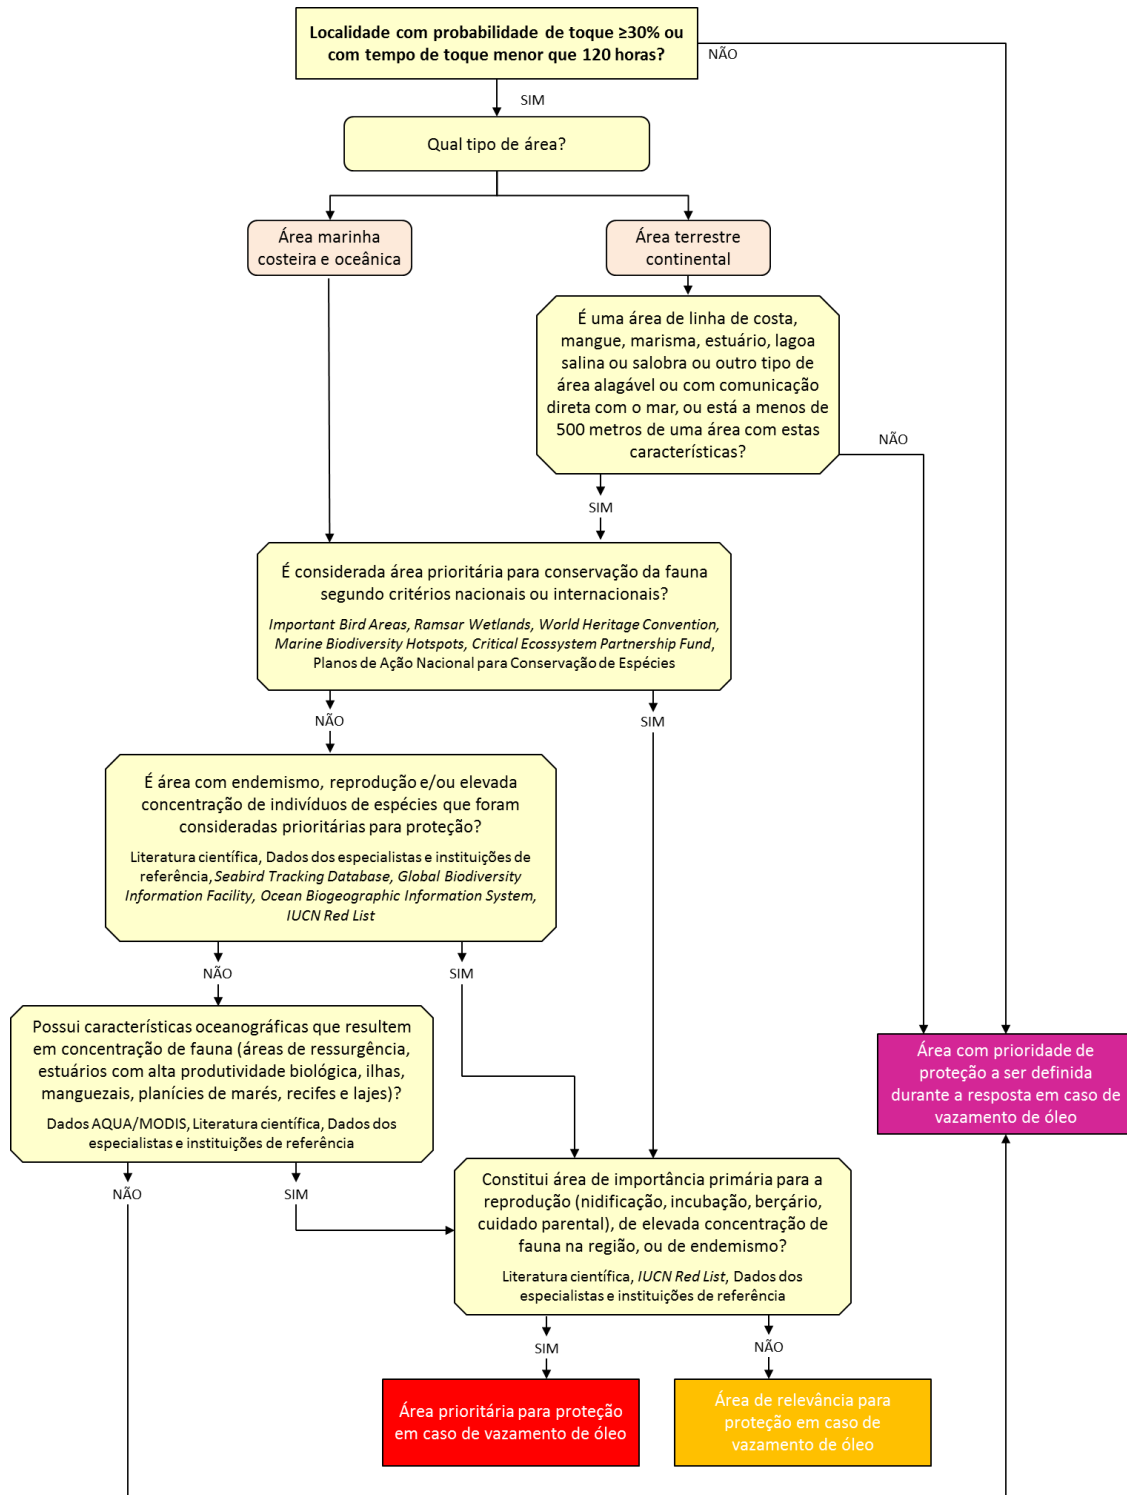 Localidade com probabilidade de toque ≥30% ou
com tempo de toque menor que 120 horas?
NÃO
SIM
Qual tipo de área?
Área marinha
costeira e oceânica
Área terrestre
continental
É uma área de linha de costa,
mangue, marisma, estuário, lagoa
salina ou salobra ou outro tipo de
área alagável ou com comunicação
direta com o mar, ou está a menos de
500 metros de uma área com estas
características?
NÃO
SIM
É considerada área prioritária para conservação da fauna
segundo critérios nacionais ou internacionais?
Important Bird Areas, Ramsar Wetlands, World Heritage Convention,
Marine Biodiversity Hotspots, Critical Ecosystem Partnership Fund,
Planos de Ação Nacional para Conservação de Espécies
NÃO
SIM
É área com endemismo, reprodução e/ou elevada
concentração de indivíduos de espécies que foram
consideradas prioritárias para proteção?
Literatura científica, Dados dos especialistas e instituições de
referência, Seabird Tracking Database, Global Biodiversity
Information Facility, Ocean Biogeographic Information System,
IUCN Red List
NÃO
SIM
Possui características oceanográficas que resultem
em concentração de fauna (áreas de ressurgência,
estuários com alta produtividade biológica, ilhas,
manguezais, planícies de marés, recifes e lajes)?
Dados AQUA/MODIS, Literatura científica, Dados dos
especialistas e instituições de referência
Área com prioridade de
proteção a ser definida
durante a resposta em caso de
vazamento de óleo
NÃO
SIM
Constitui área de importância primária para a
reprodução (nidificação, incubação, berçário,
cuidado parental), de elevada concentração de
fauna na região, ou de endemismo?
Literatura científica, IUCN Red List, Dados dos
especialistas e instituições de referência
SIM
NÃO
Área prioritária para proteção
em caso de vazamento de óleo
Área de relevância para
proteção em caso de
vazamento de óleo